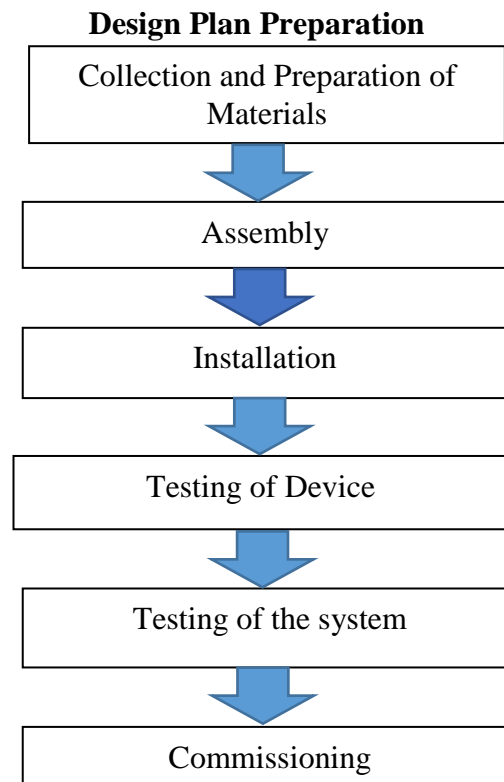 Design Plan Preparation
Collection and Preparation of
Materials
Assembly
Installation
Testing of Device
Testing of the system
Commissioning